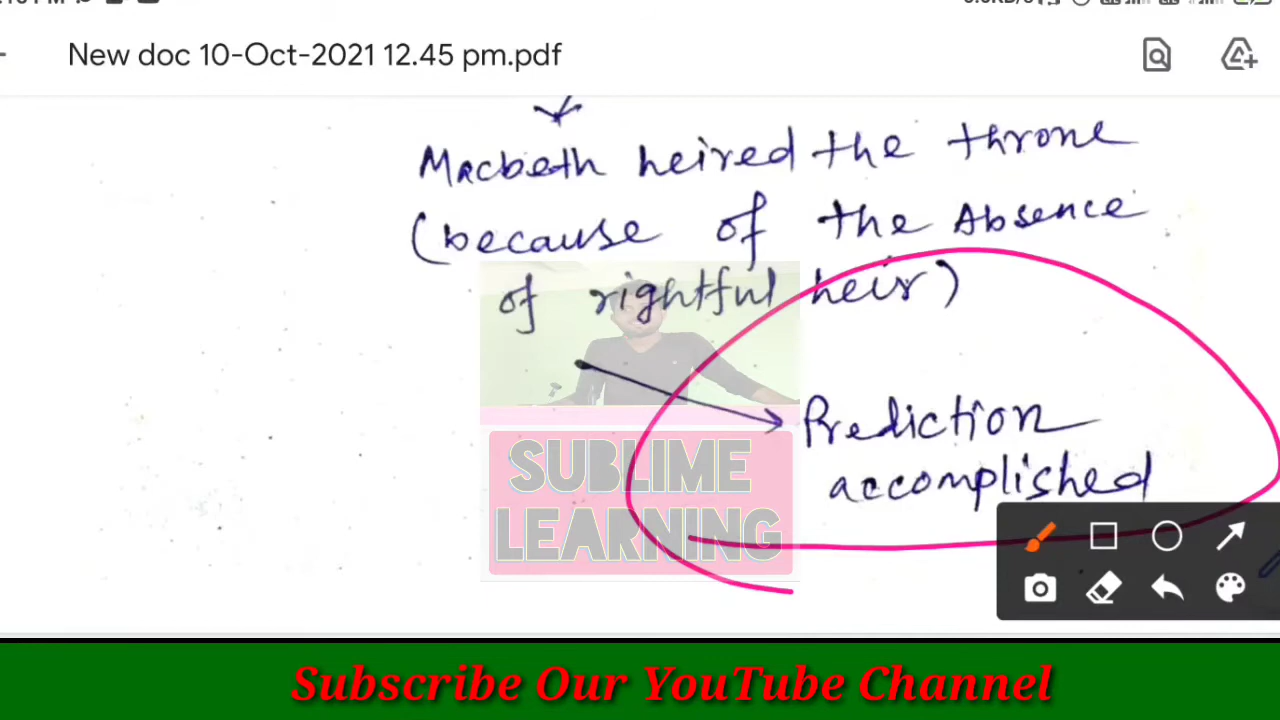 New doc 10-Oct-2021 12.45 pm.pdf
Macbeth heired the throne
(because of the Absence
of rightful heir)
Prediction
accomplished
SUBLIME
LEARNING
Subscribe Our YouTube Channel